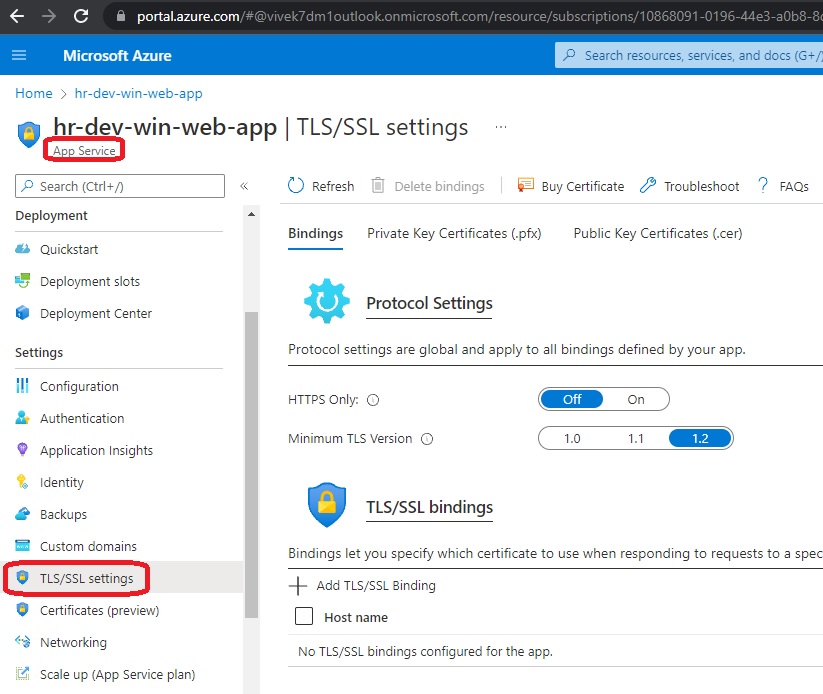 portal.azure.com/#@vivek7dm1outlook.onmicrosoft.com/resource/subscriptions/10868091-0196-44e3-a0b8-8
Microsoft Azure
Search resources, services, and docs (G+/)
Home > hr-dev-win-web-app
hr-dev-win-web-app | TLS/SSL settings ...
App Service
Search (Ctrl+/) «
Refresh Delete bindings Buy Certificate Troubleshoot FAQs
Deployment
Quickstart
Deployment slots
Deployment Center
Settings
Configuration
Authentication
Application Insights
Identity
Backups
Custom domains
TLS/SSL settings
Certificates (preview)
Networking
Scale up (App Service plan)
Bindings Private Key Certificates (.pfx) Public Key Certificates (.cer)
Protocol Settings
Protocol settings are global and apply to all bindings defined by your app.
HTTPS Only: Off On
Minimum TLS Version 1.0 1.1 1.2
TLS/SSL bindings
Bindings let you specify which certificate to use when responding to requests to a spec
Add TLS/SSL Binding
Host name
No TLS/SSL bindings configured for the app.